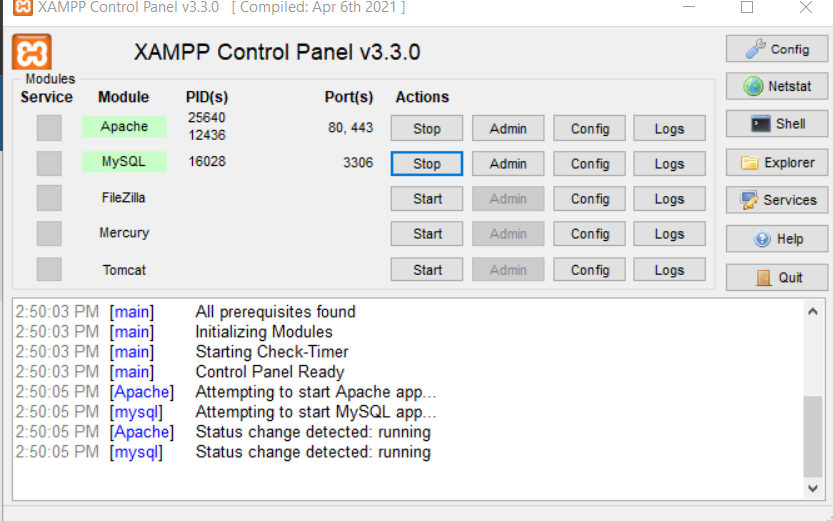 XAMPP Control Panel v3.3.0 [ Compiled: Apr 6th 2021 ]
XAMPP Control Panel v3.3.0
Modules
Service Module PID(s) Port(s) Actions
Apache 25640 12436 80, 443 Stop Admin Config Logs
MySQL 16028 3306 Stop Admin Config Logs
FileZilla Start Admin Config Logs
Mercury Start Admin Config Logs
Tomcat Start Admin Config Logs
Config
Netstat
Shell
Explorer
Services
Help
Quit
2:50:03 PM [main] All prerequisites found
2:50:03 PM [main] Initializing Modules
2:50:03 PM [main] Starting Check-Timer
2:50:03 PM [main] Control Panel Ready
2:50:05 PM [Apache] Attempting to start Apache app...
2:50:05 PM [mysql] Attempting to start MySQL app...
2:50:05 PM [Apache] Status change detected: running
2:50:05 PM [mysql] Status change detected: running